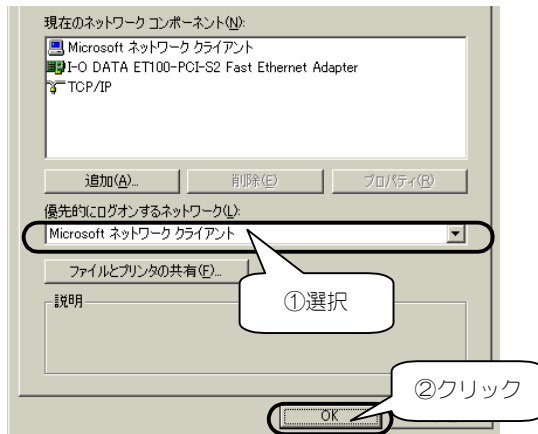 現在のネットワーク コンポーネント(N):
Microsoft ネットワーク クライアント
I-O DATA ET100-PCI-S2 Fast Ethernet Adapter
TCP/IP
追加(A)...
削除(E)
プロパティ(R)
優先的にログオンするネットワーク(L):
Microsoft ネットワーク クライアント
ファイルとプリンタの共有(F)...
説明
①選択
②クリック
OK